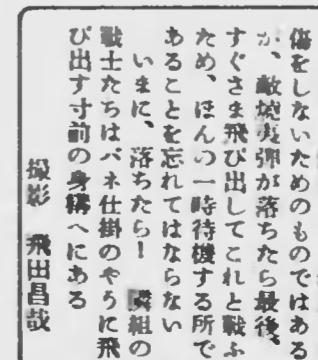 傷をしないためのものではある
が、敵焼夷弾が落ちたら最後、
すぐさま飛び出してこれと戰ふ
ため、ほんの一時待機する所で
あることを忘れてはならない
いまに、落ちたら！　隣組の
戰士たちはバネ仕掛のやうに飛
び出す寸前の身構へにある
撮影　飛田昌哉